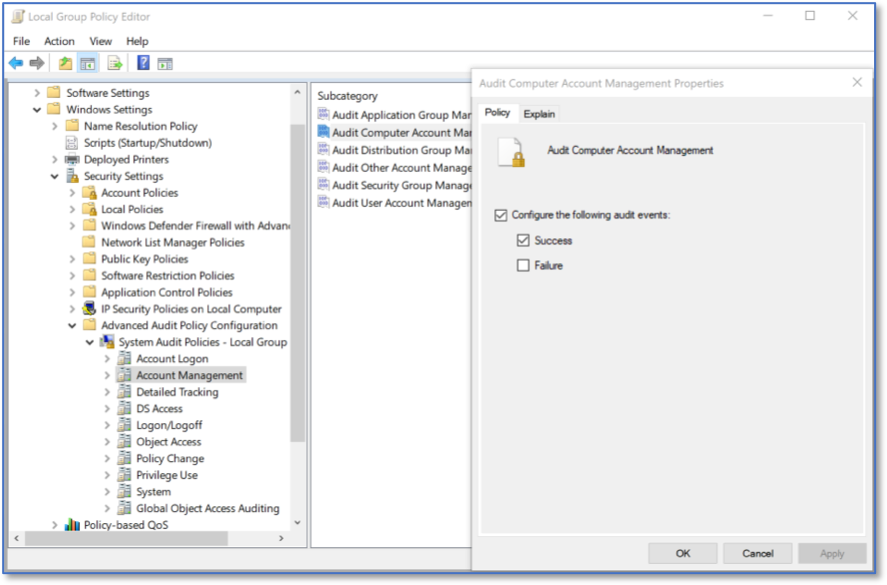 Local Group Policy Editor
File Action View Help
Software Settings
Windows Settings
Name Resolution Policy
Scripts (Startup/Shutdown)
Deployed Printers
Security Settings
Account Policies
Local Policies
Windows Defender Firewall with Advan
Network List Manager Policies
Public Key Policies
Software Restriction Policies
Application Control Policies
IP Security Policies on Local Computer
Advanced Audit Policy Configuration
System Audit Policies - Local Group
Account Logon
Account Management
Detailed Tracking
DS Access
Logon/Logoff
Object Access
Policy Change
Privilege Use
System
Global Object Access Auditing
Policy-based QoS
Subcategory
Audit Application Group Mar
Audit Computer Account Mar
Audit Distribution Group Mar
Audit Other Account Manage
Audit Security Group Manage
Audit User Account Managen
Audit Computer Account Management Properties
Policy Explain
Audit Computer Account Management
Configure the following audit events:
Success
Failure
OK Cancel Apply